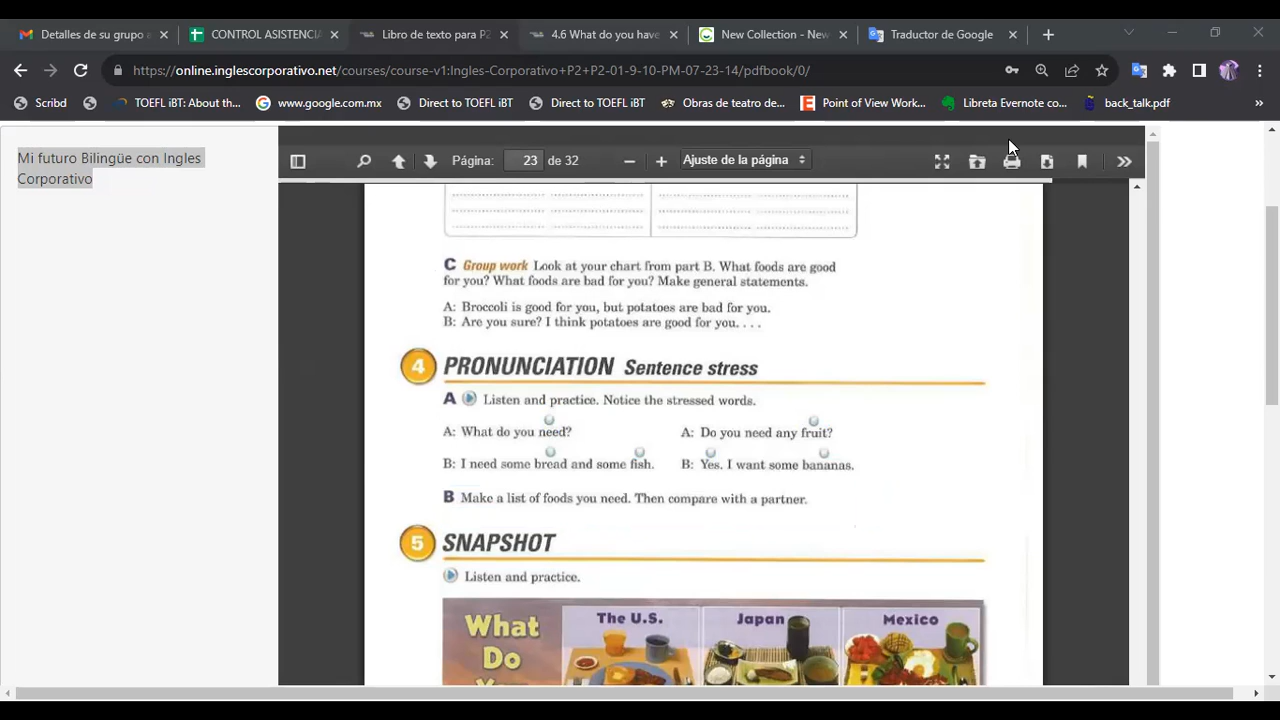 Detalles de su grupo a
CONTROL ASISTENCIA
Libro de texto para P2
4.6 What do you have
New Collection - New
Traductor de Google
https://online.inglescorporativo.net/courses/course-v1:Ingles-Corporativo+P2+P2-01-9-10-PM-07-23-14/pdfbook/0/
Scribd
TOEFL iBT: About th...
www.google.com.mx
Direct to TOEFL iBT
Direct to TOEFL iBT
Obras de teatro de...
Point of View Work...
Libreta Evernote co...
back_talk.pdf
»
Mi futuro Bilingüe con Ingles
Corporativo
Página: 23 de 32
Ajuste de la página
C Group work Look at your chart from part B. What foods are good
for you? What foods are bad for you? Make general statements.
A: Broccoli is good for you, but potatoes are bad for you.
B: Are you sure? I think potatoes are good for you. . . .
4 PRONUNCIATION Sentence stress
A Listen and practice. Notice the stressed words.
A: What do you need?
A: Do you need any fruit?
B: I need some bread and some fish.
B: Yes. I want some bananas.
B Make a list of foods you need. Then compare with a partner.
5 SNAPSHOT
Listen and practice.
What
The U.S.
Japan
Mexico
Do